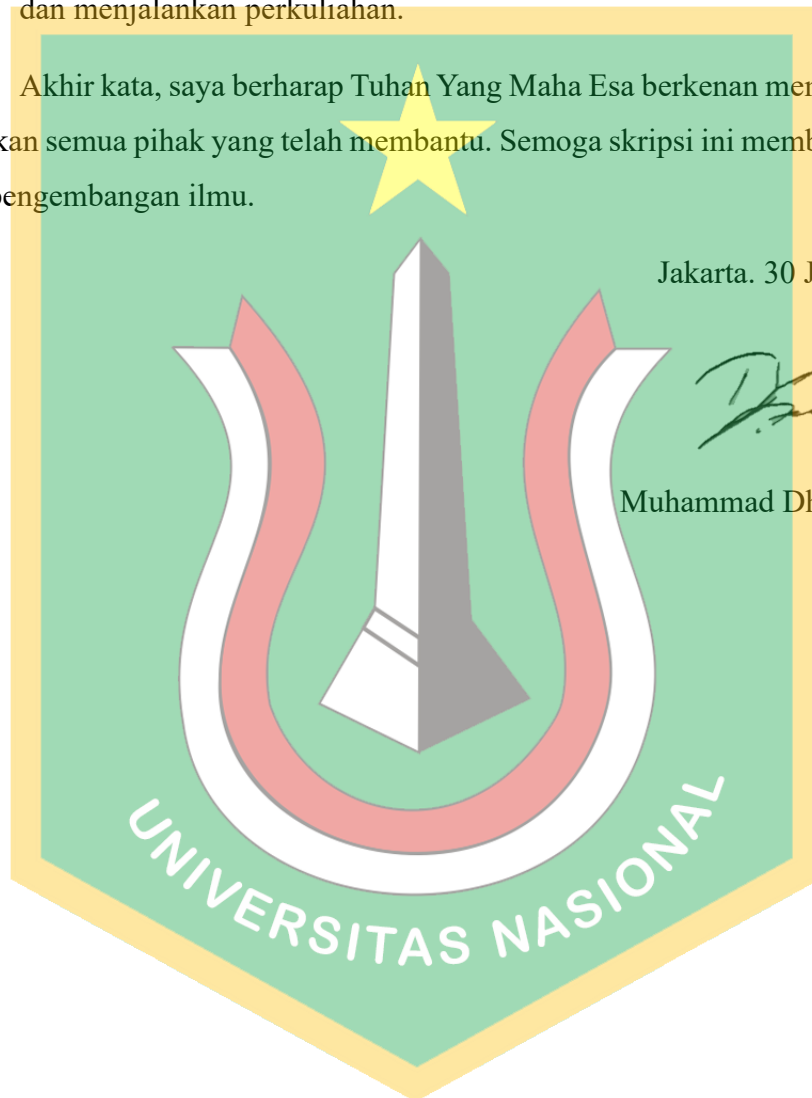 dan menjalankan perkuliahan.
Akhir kata, saya berharap Tuhan Yang Maha Esa berkenan
semua pihak yang telah membantu. Semoga skripsi ini
pengembangan ilmu.
Jakarta. 30
Muhammad
UNIVERSITAS NASIONAL